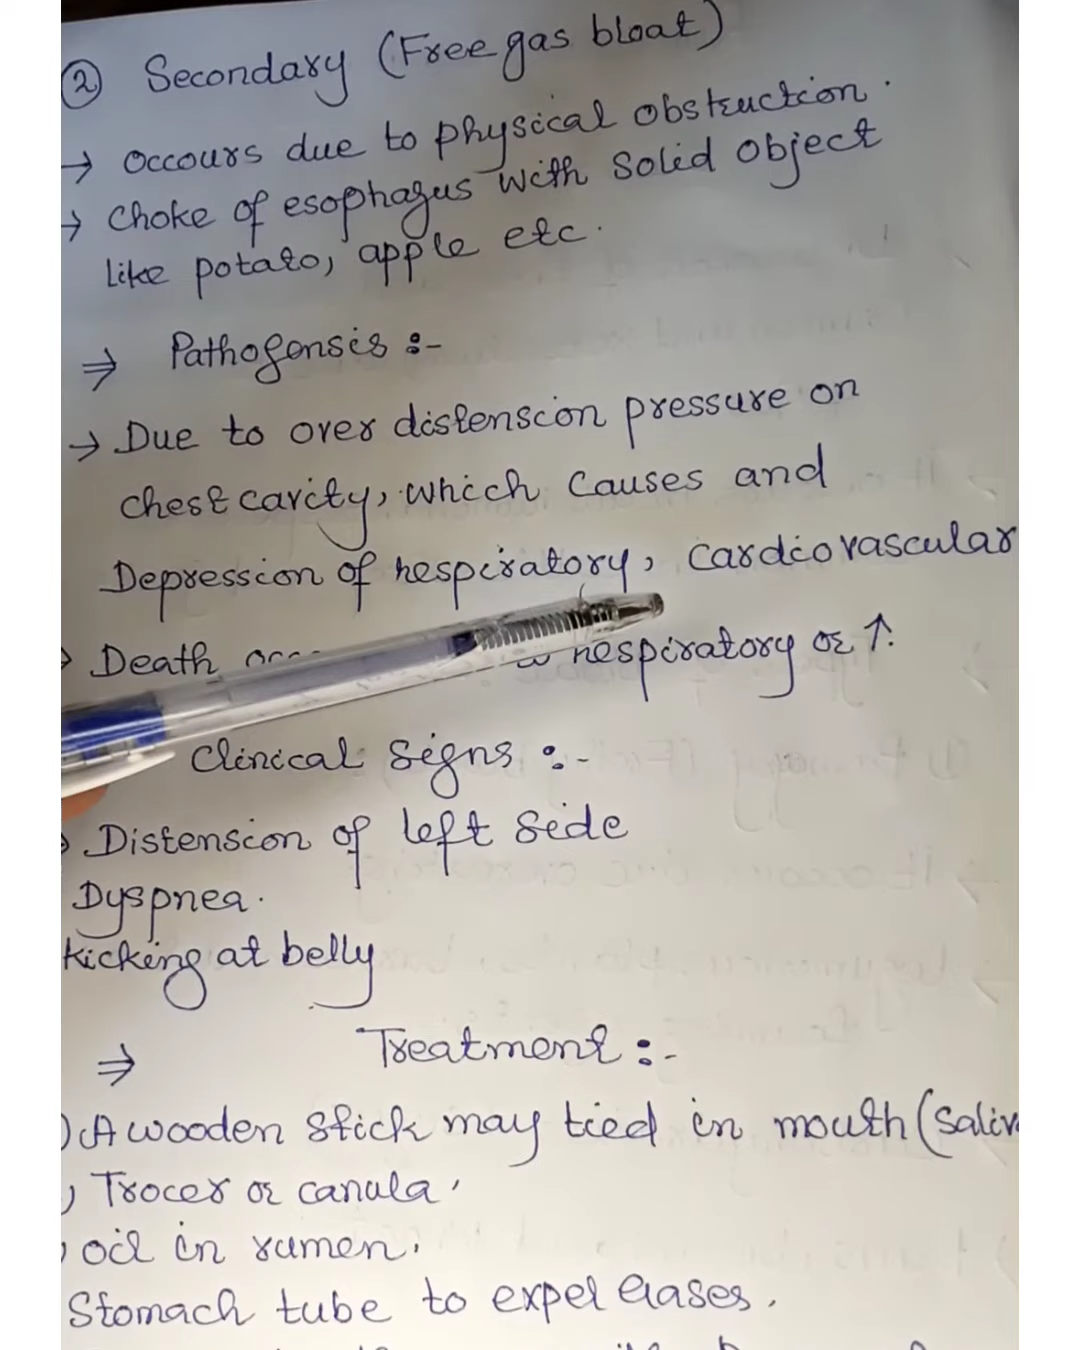 ② Secondary (Free gas bloat)
→ Occours due to physical obstruction.
→ Choke of esophagus with Solid Object
like potato, apple etc.
⇒ Pathogensis :-
→ Due to over distension pressure on
chest cavity, which causes and
Depression of respiratory, cardiovascular
Death respiratory or ↑.
Clinical signs :-
Distension of left side
Dyspnea.
kicking at belly
⇒ Treatment :-
A wooden stick may tied in mouth (Saliv
Trocer or canula,
oil in rumen.
Stomach tube to expel Gases.